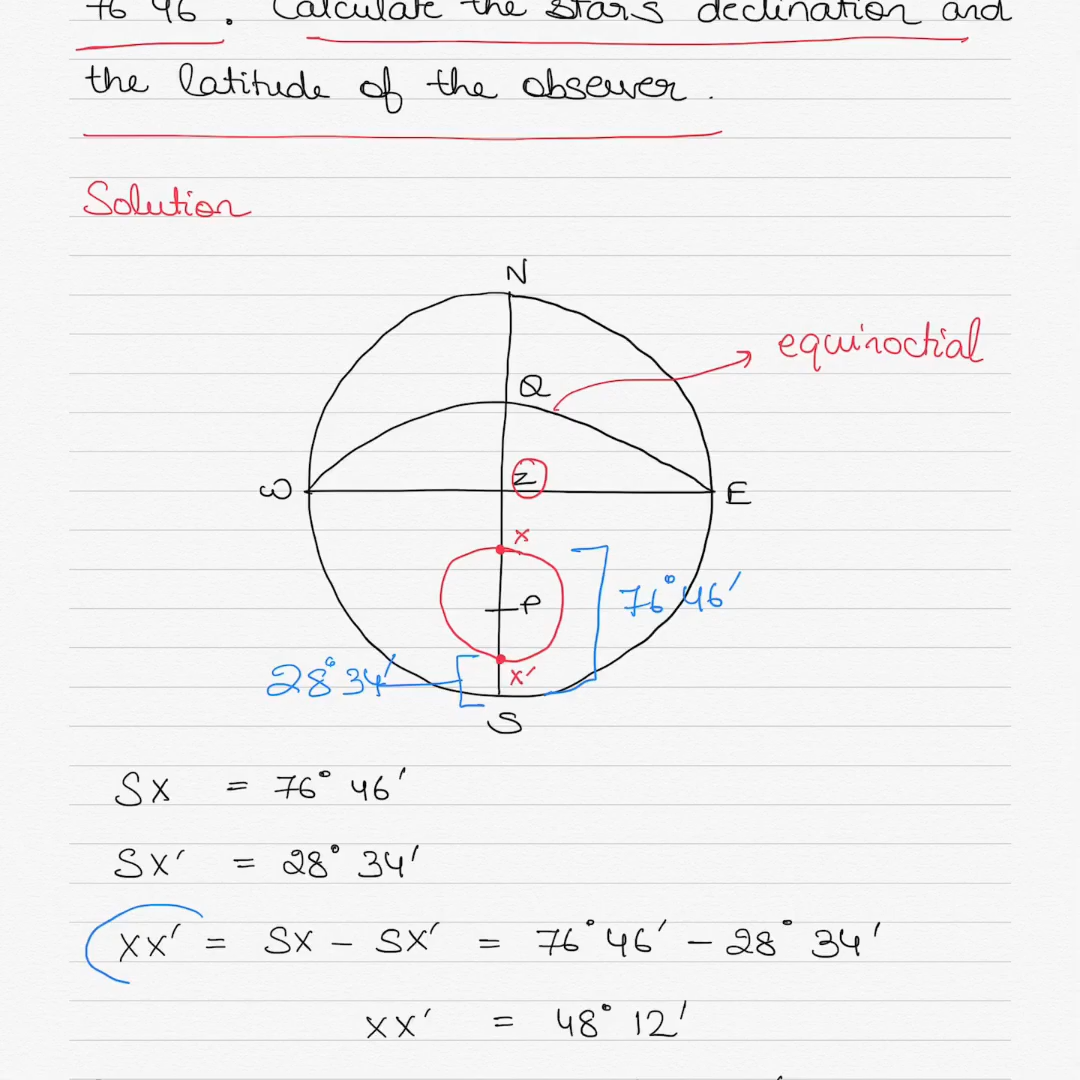 76° 46' . Calculate the stars declination and
the latitude of the observer .
Solution
N
equinoctial
Q
W
Z
E
X
P
76° 46'
28° 34'
X'
S
SX = 76° 46'
SX' = 28° 34'
XX' = SX - SX' = 76° 46' - 28° 34'
XX' = 48° 12'